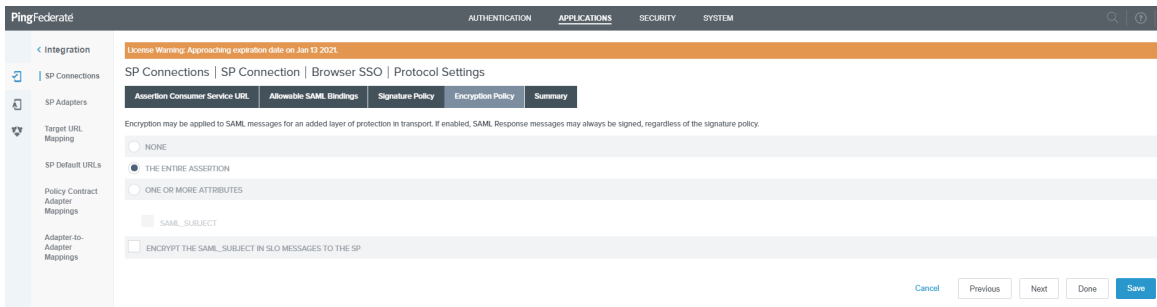 PingFederate AUTHENTICATION APPLICATIONS SECURITY SYSTEM
Integration
SP Connections
SP Adapters
Target URL
Mapping
SP Default URLs
Policy Contract
Adapter
Mappings
Adapter-to-
Adapter
Mappings
License Warning: Approaching expiration date on Jan 13 2021.
SP Connections | SP Connection | Browser SSO | Protocol Settings
Assertion Consumer Service URL Allowable SAML Bindings Signature Policy Encryption Policy Summary
Encryption may be applied to SAML messages for an added layer of protection in transport. If enabled, SAML Response messages may always be signed, regardless of the signature policy.
NONE
THE ENTIRE ASSERTION
ONE OR MORE ATTRIBUTES
SAML_SUBJECT
ENCRYPT THE SAML_SUBJECT IN SLO MESSAGES TO THE SP
Cancel Previous Next Done Save